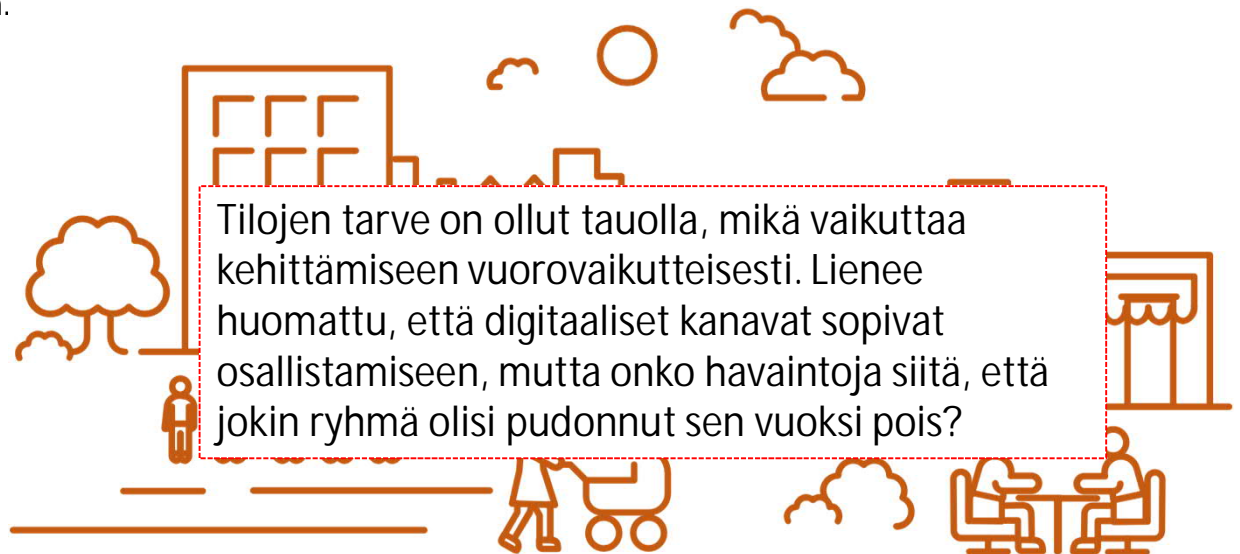 Tilojen tarve on ollut tauolla, mikä vaikuttaa
kehittämiseen vuorovaikutteisesti. Lienee
huomattu, että digitaaliset kanavat sopivat
osallistamiseen, mutta onko havaintoja siitä, että
jokin ryhmä olisi pudonnut sen vuoksi pois?